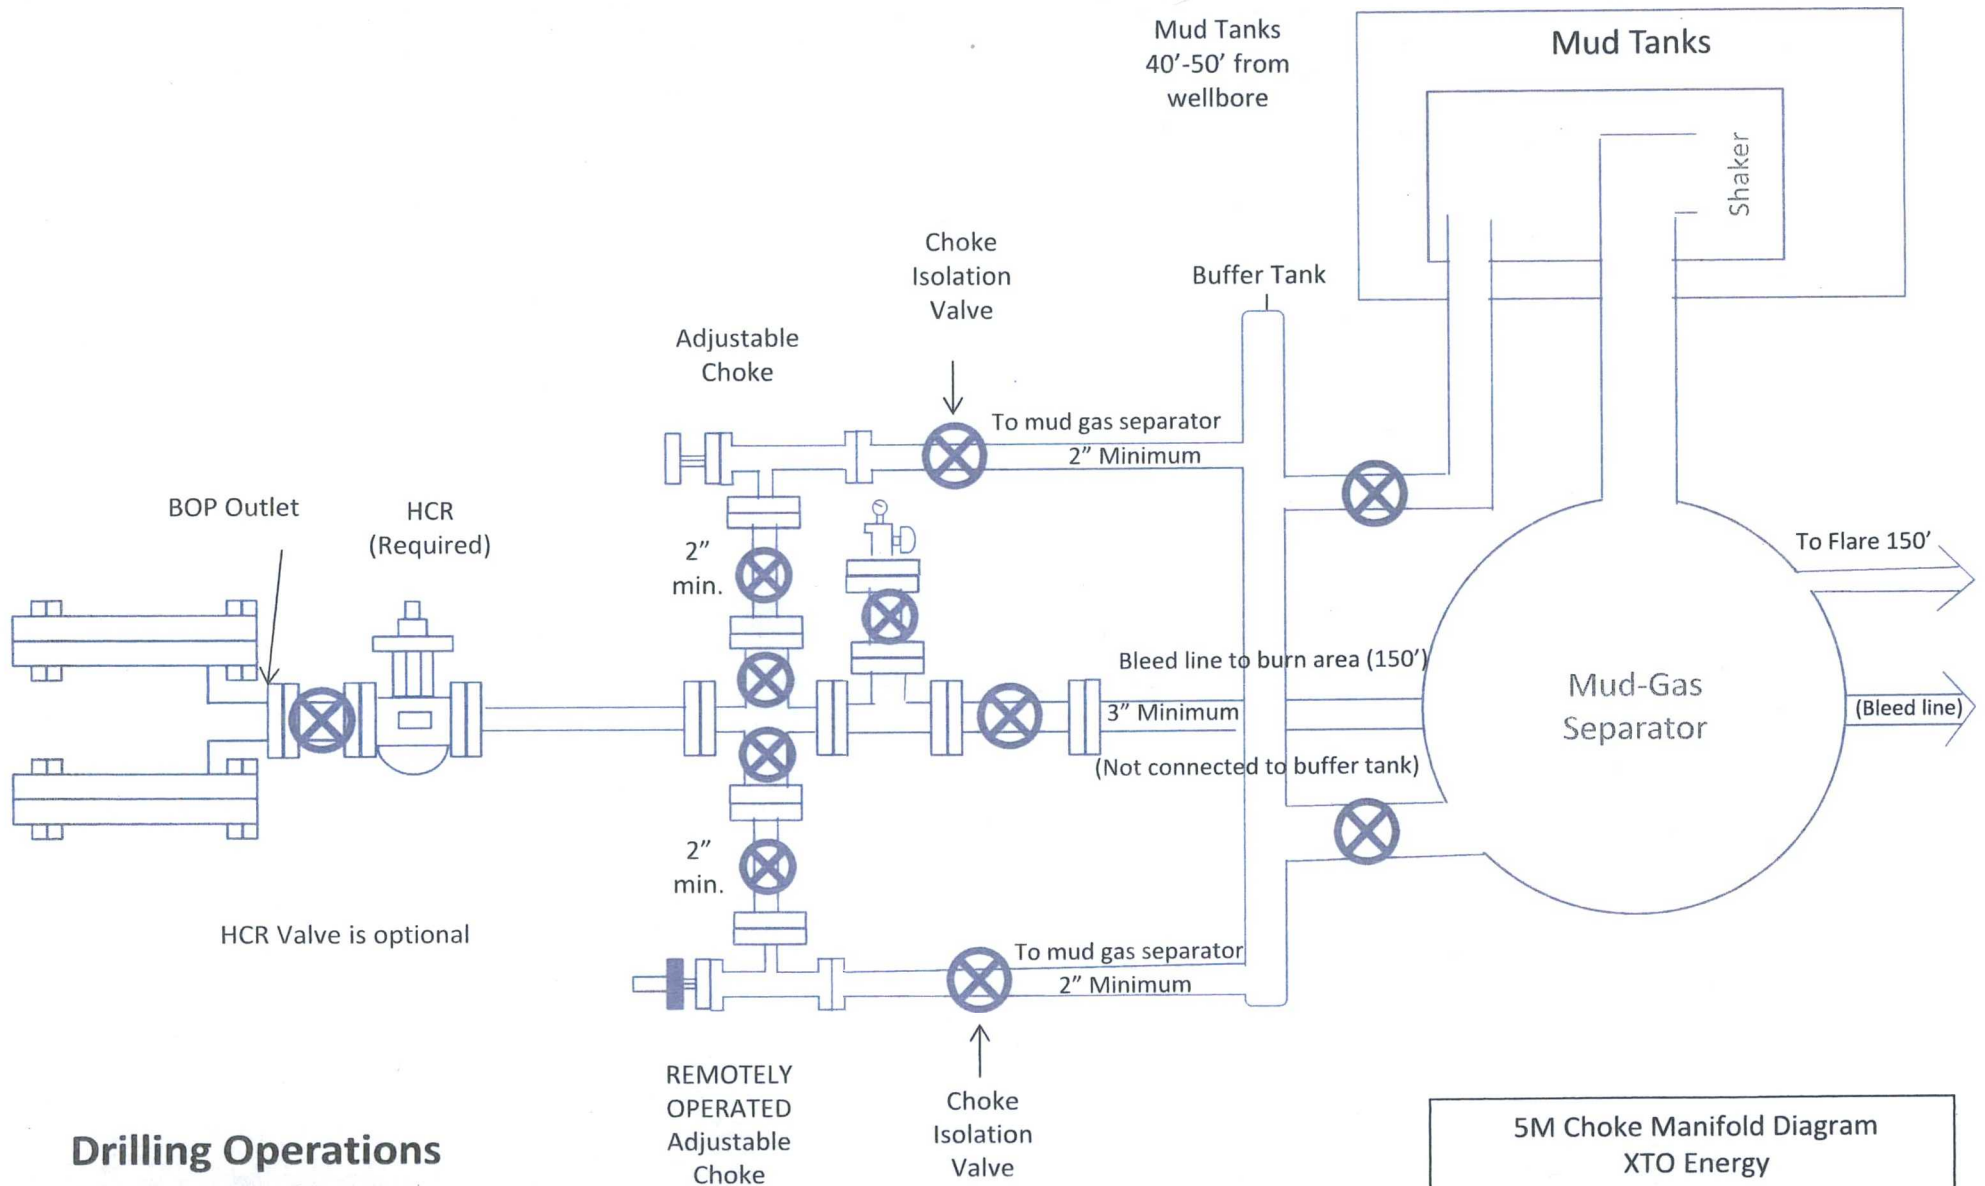 Mud Tanks
40’-50’ from
wellbore
Mud Tanks
Shaker
Choke
Isolation
Valve
Buffer Tank
Adjustable
Choke
To mud gas separator
2” Minimum
BOP Outlet
HCR
(Required)
2”
min.
To Flare 150’
Bleed line to burn area (150’)
3” Minimum
(Not connected to buffer tank)
Mud-Gas
Separator
(Bleed line)
2”
min.
HCR Valve is optional
To mud gas separator
2” Minimum
REMOTELY
OPERATED
Adjustable
Choke
Choke
Isolation
Valve
Drilling Operations
5M Choke Manifold Diagram
XTO Energy